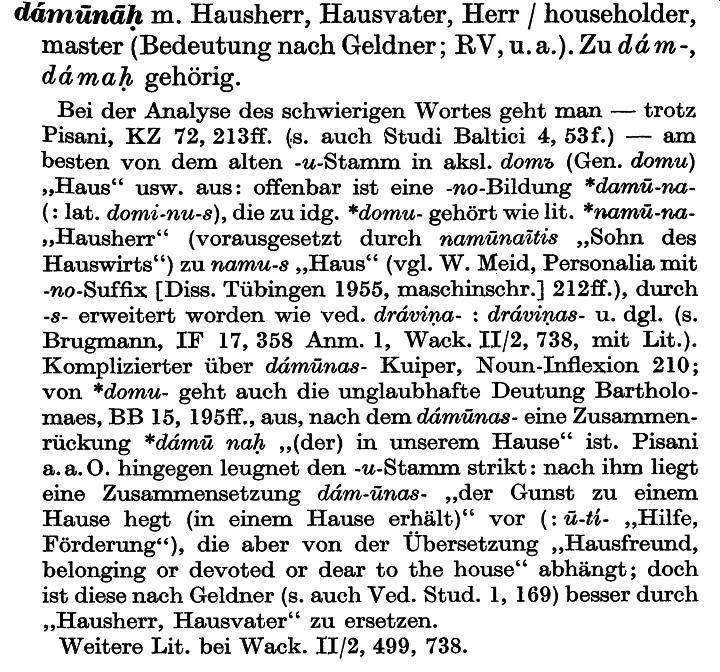 dámūnāḥ m. Hausherr, Hausvater, Herr / householder,
master (Bedeutung nach Geldner; RV, u. a.). Zu dám-,
dámaḥ gehörig.
Bei der Analyse des schwierigen Wortes geht man — trotz
Pisani, KZ 72, 213ff. (s. auch Studi Baltici 4, 53f.) — am
besten von dem alten -u-Stamm in aksl. domъ (Gen. domu)
„Haus“ usw. aus: offenbar ist eine -no-Bildung *damū-na-
(: lat. domi-nu-s), die zu idg. *domu- gehört wie lit. *namū-na-
„Hausherr“ (vorausgesetzt durch namūnaĩtis „Sohn des
Hauswirts“) zu namu-s „Haus“ (vgl. W. Meid, Personalia mit
-no-Suffix [Diss. Tübingen 1955, maschinschr.] 212ff.), durch
-s- erweitert worden wie ved. dráviṇa- : dráviṇas- u. dgl. (s.
Brugmann, IF 17, 358 Anm. 1, Wack. II/2, 738, mit Lit.).
Komplizierter über dámūnas- Kuiper, Noun-Inflexion 210;
von *domu- geht auch die unglaubhafte Deutung Bartholo-
maes, BB 15, 195ff., aus, nach dem dámūnas- eine Zusammen-
rückung *dámū naḥ „(der) in unserem Hause“ ist. Pisani
a. a. O. hingegen leugnet den -u-Stamm strikt: nach ihm liegt
eine Zusammensetzung dám-ūnas- „der Gunst zu einem
Hause hegt (in einem Hause erhält)“ vor (: ū-tí- „Hilfe,
Förderung“), die aber von der Übersetzung „Hausfreund,
belonging or devoted or dear to the house“ abhängt; doch
ist diese nach Geldner (s. auch Ved. Stud. 1, 169) besser durch
„Hausherr, Hausvater“ zu ersetzen.
Weitere Lit. bei Wack. II/2, 499, 738.